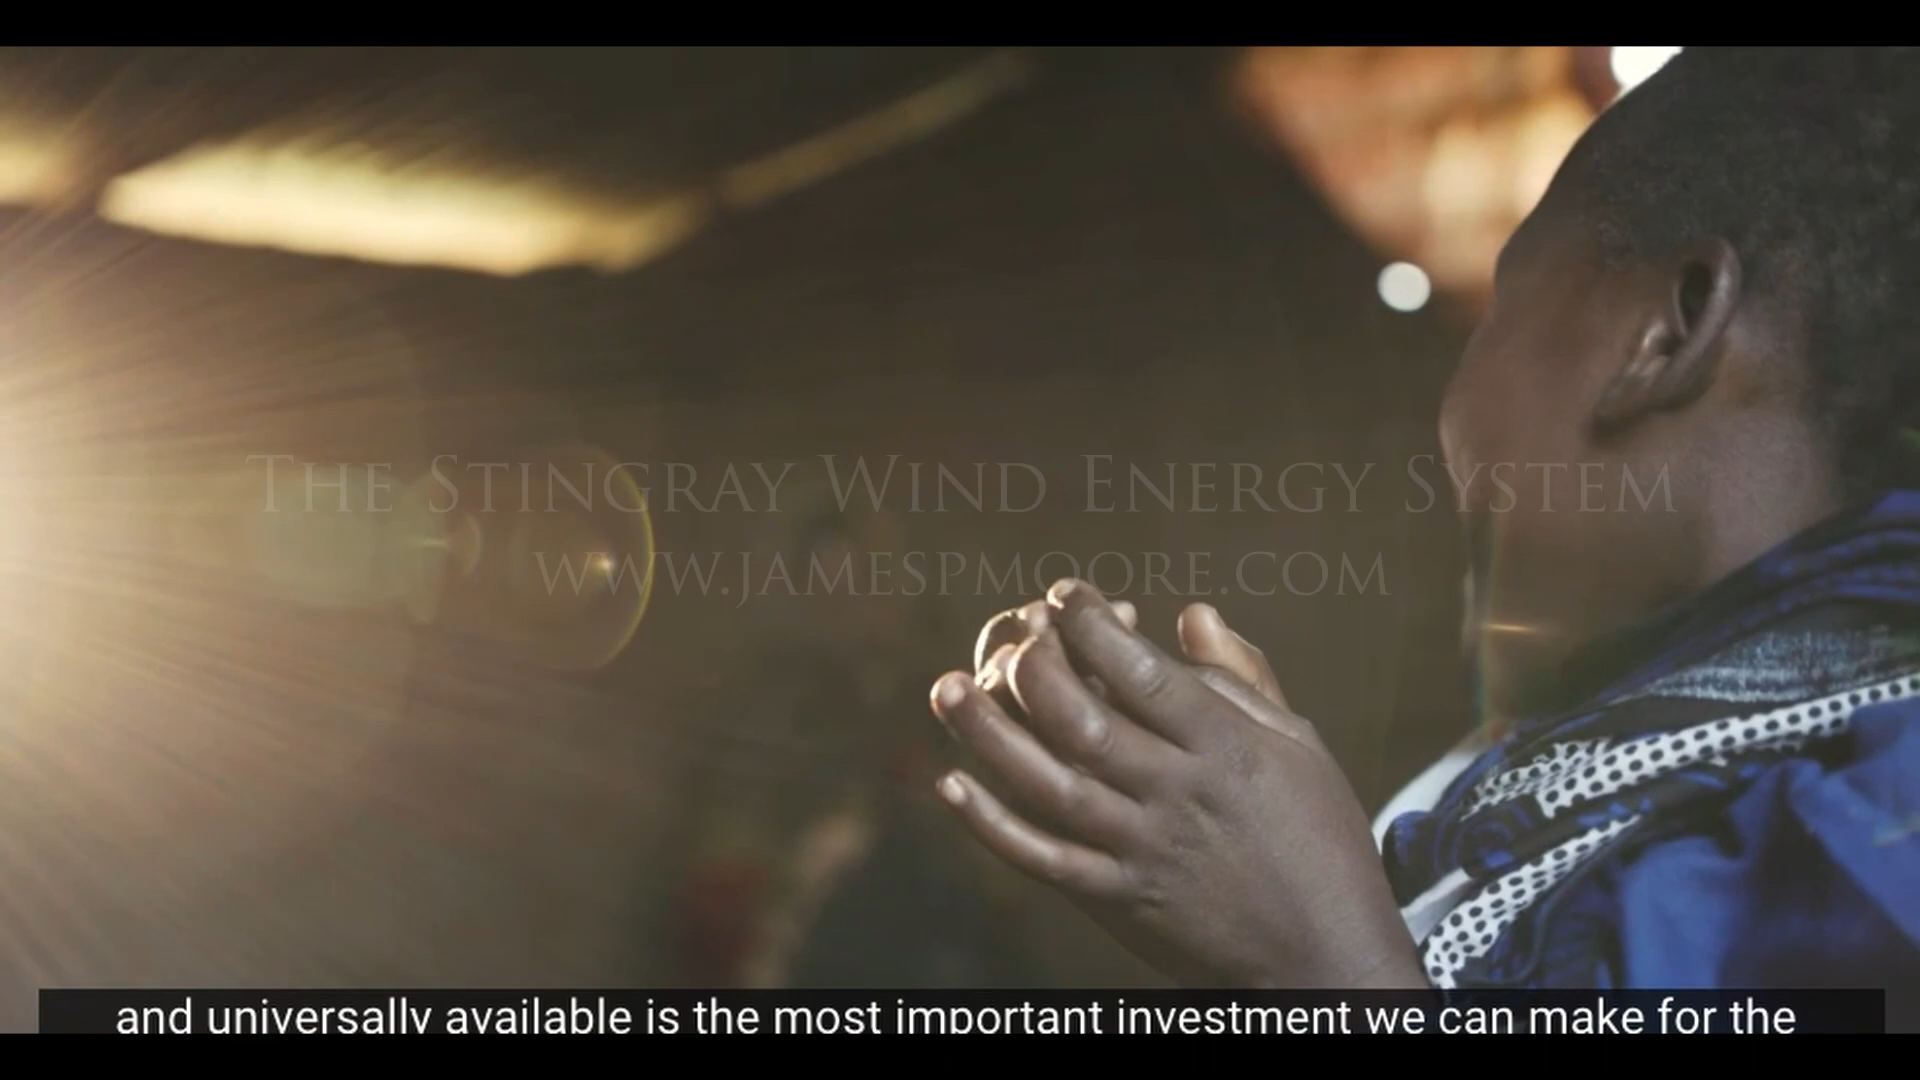 The Stingray Wind Energy System
www.jamespmoore.com
and universally available is the most important investment we can make for the